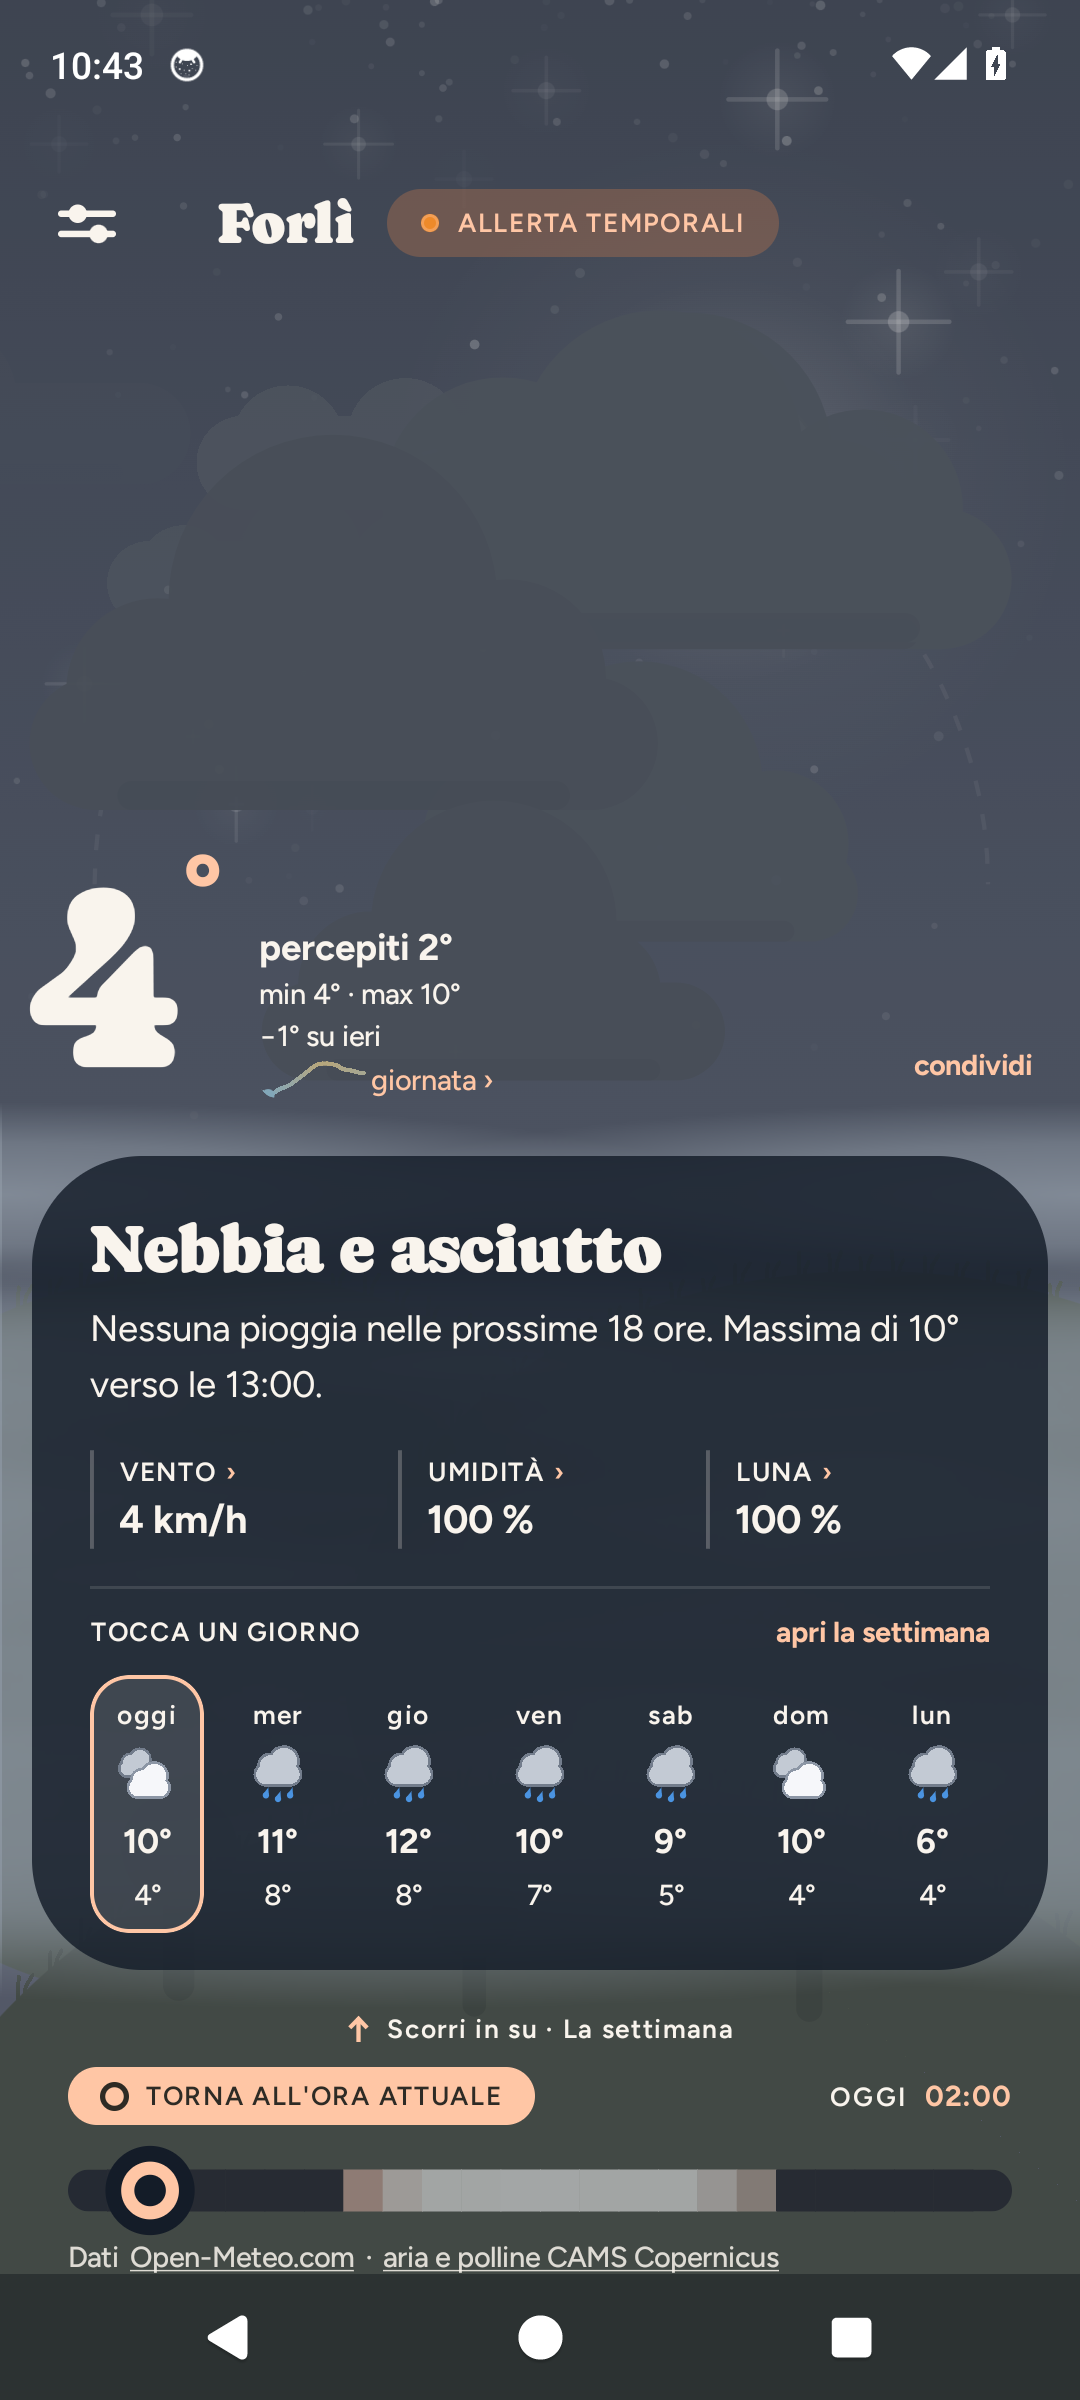 10:43
Forlì
ALLERTA TEMPORALI
4°
percepiti 2°
min 4° · max 10°
−1° su ieri
giornata ›
condividi
Nebbia e asciutto
Nessuna pioggia nelle prossime 18 ore. Massima di 10°
verso le 13:00.
VENTO › UMIDITÀ › LUNA ›
4 km/h 100 % 100 %
TOCCA UN GIORNO apri la settimana
oggi mer gio ven sab dom lun
10° 11° 12° 10° 9° 10° 6°
4° 8° 8° 7° 5° 4° 4°
↑ Scorri in su · La settimana
TORNA ALL'ORA ATTUALE OGGI 02:00
Dati Open-Meteo.com · aria e polline CAMS Copernicus